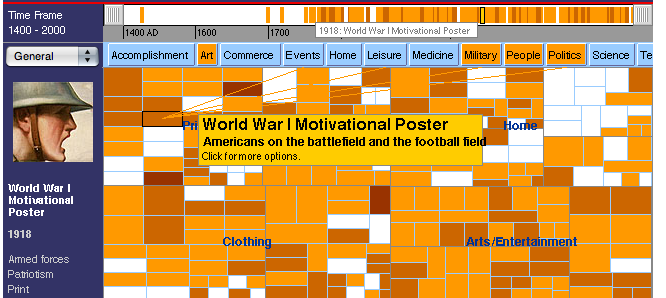 Time Frame
1400 - 2000
1918: World War I Motivational Poster
1400 AD
1600
1700
General
Accomplishment
Art
Commerce
Events
Home
Leisure
Medicine
Military
People
Politics
Science
World War I Motivational Poster
Americans on the battlefield and the football field
Click for more options.
Home
Clothing
Arts/Entertainment
World War I
Motivational
Poster
1918
Armed forces
Patriotism
Print